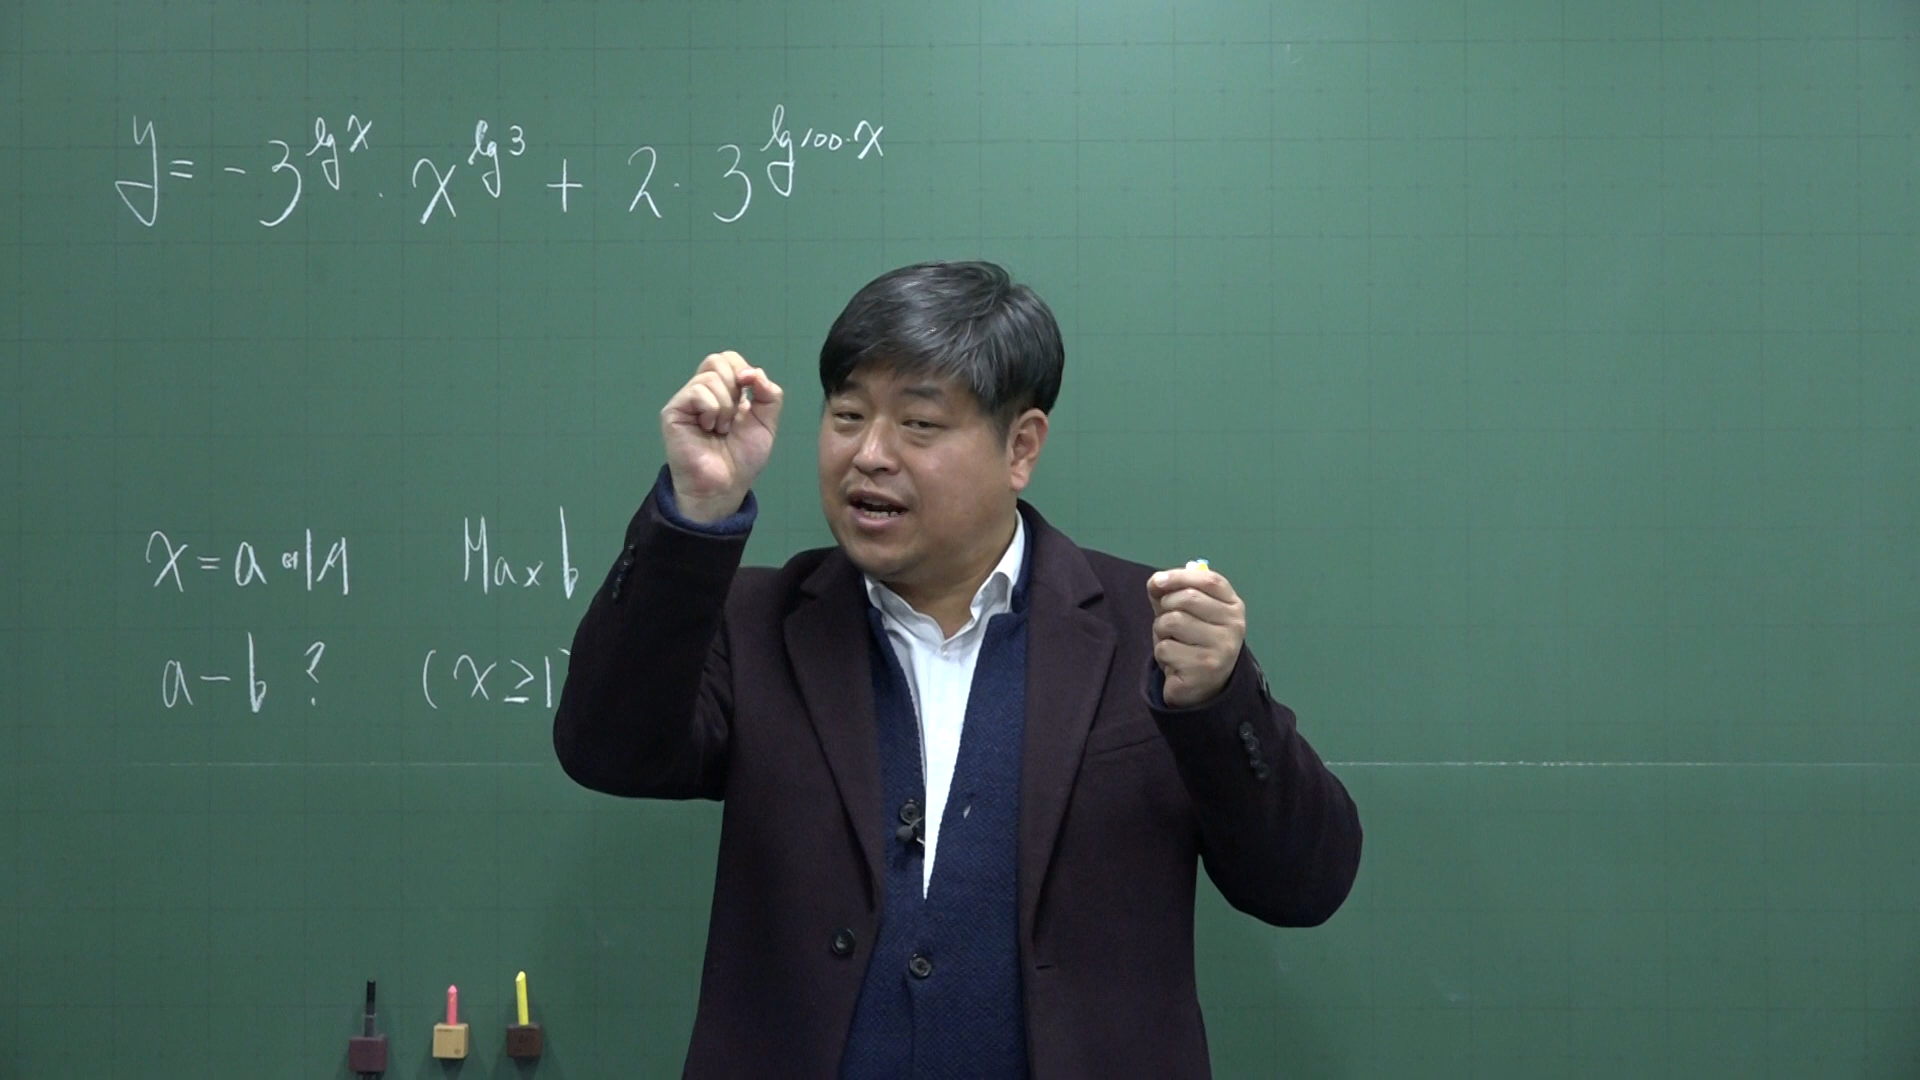 y = -3^{lg x} · x^{lg 3} + 2 · 3^{lg 100·x}
x = a 에서 Max b
a - b ? (x ≥ 1)